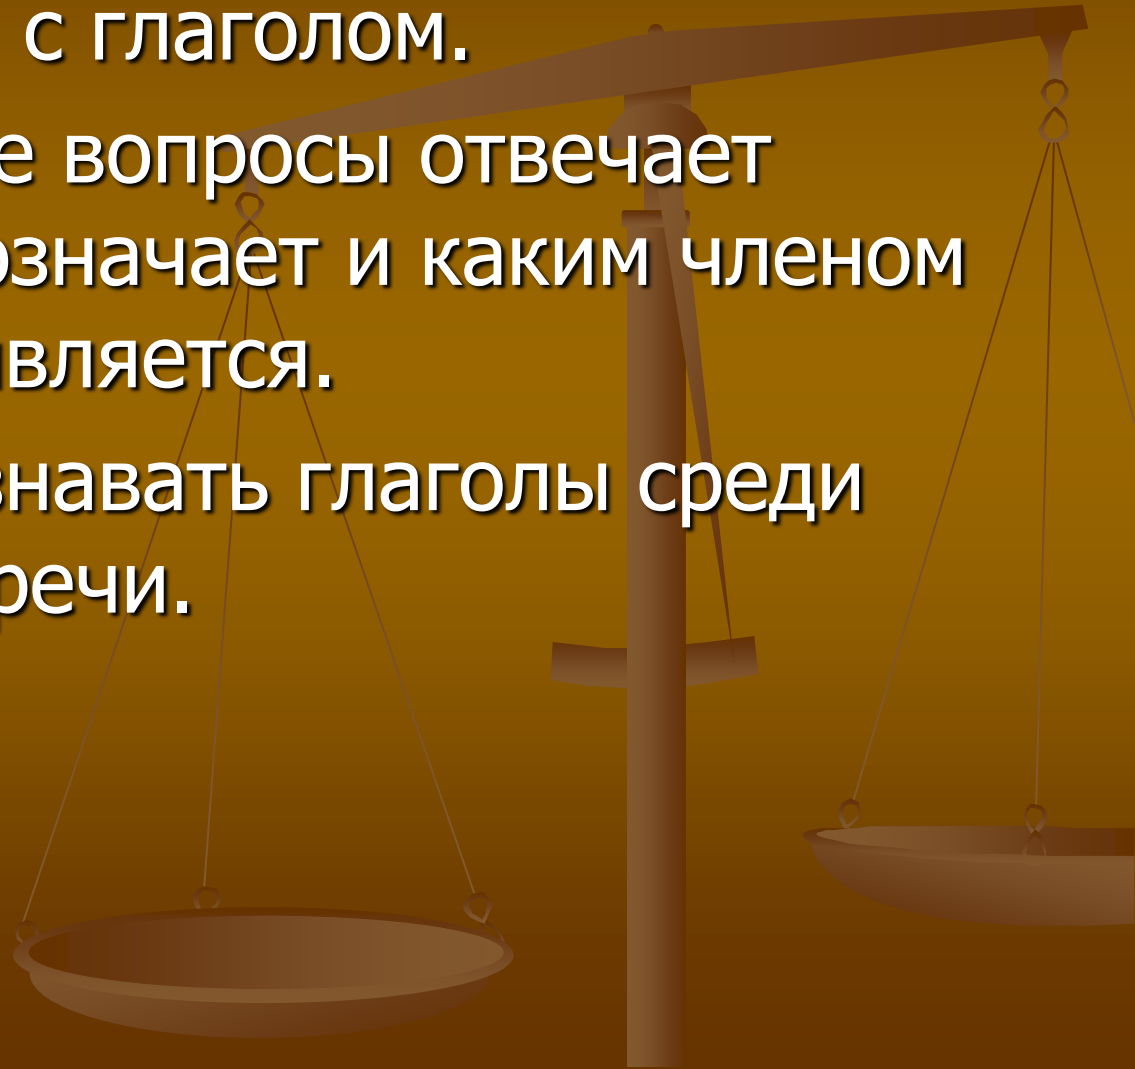 с глаголом.
е вопросы отвечает
означает и каким членом
вляется.
знавать глаголы среди
речи.